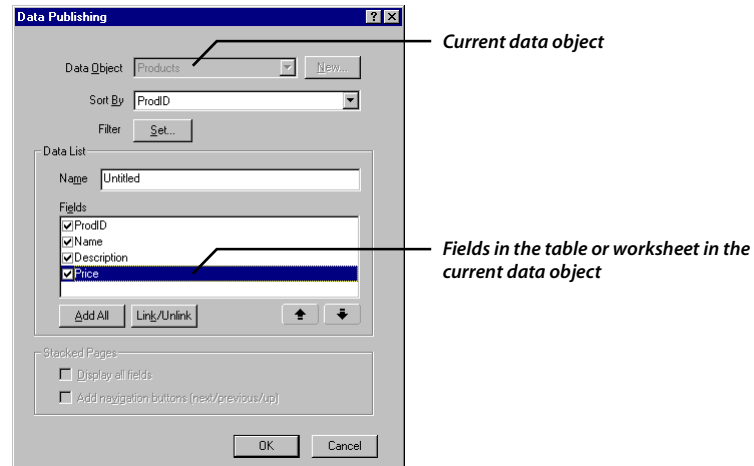 Data Publishing
Current data object
Data Object Products New...
Sort By ProdID
Filter Set...
Data List
Name Untitled
Fields
ProdID
Name
Description
Price
Fields in the table or worksheet in the
current data object
Add All Link/Unlink
Stacked Pages
Display all fields
Add navigation buttons (next/previous/up)
OK Cancel